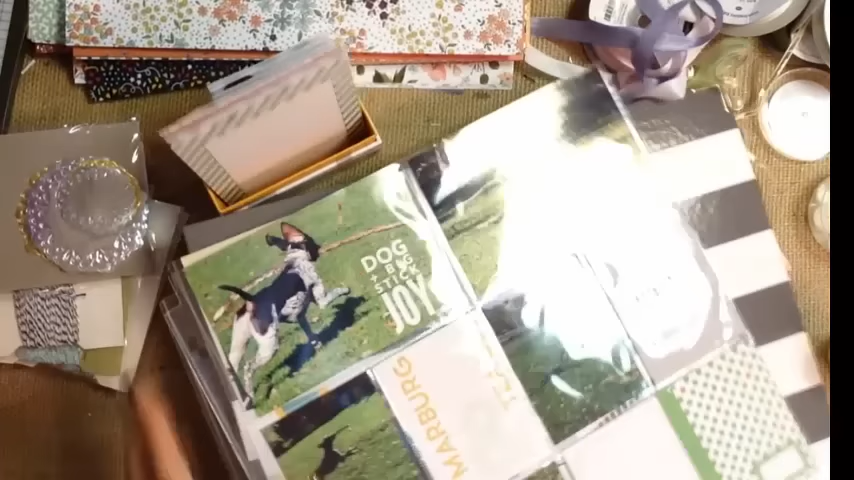 DOG
+ BIG
STICK
JOY
MARBURG